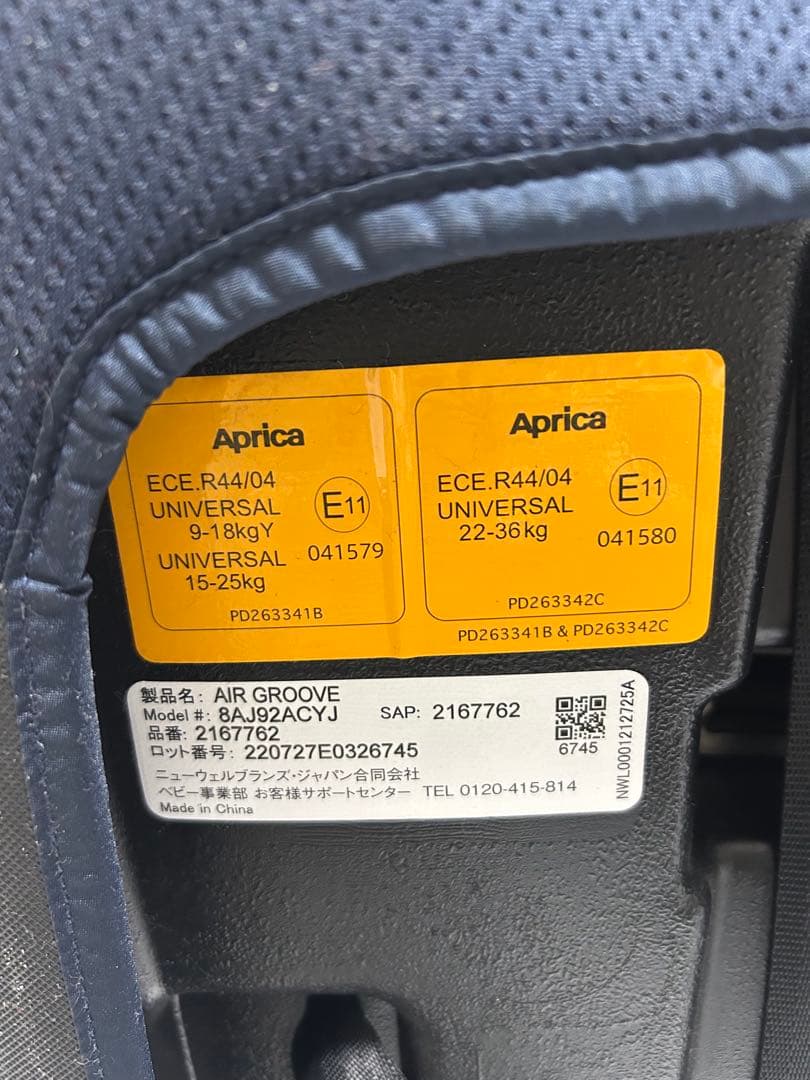 Aprica
ECE.R44/04
UNIVERSAL
9-18kgY
UNIVERSAL
15-25kg
E11
041579
PD263341B
Aprica
ECE.R44/04
UNIVERSAL
22-36kg
E11
041580
PD263342C
PD263341B & PD263342C
製品名: AIR GROOVE
Model #: 8AJ92ACYJ SAP: 2167762
品番: 2167762
ロット番号: 220727E0326745
6745
ニューウェルブランズ・ジャパン合同会社
ベビー事業部 お客様サポートセンター TEL 0120-415-814
Made in China
NWL0001212725A